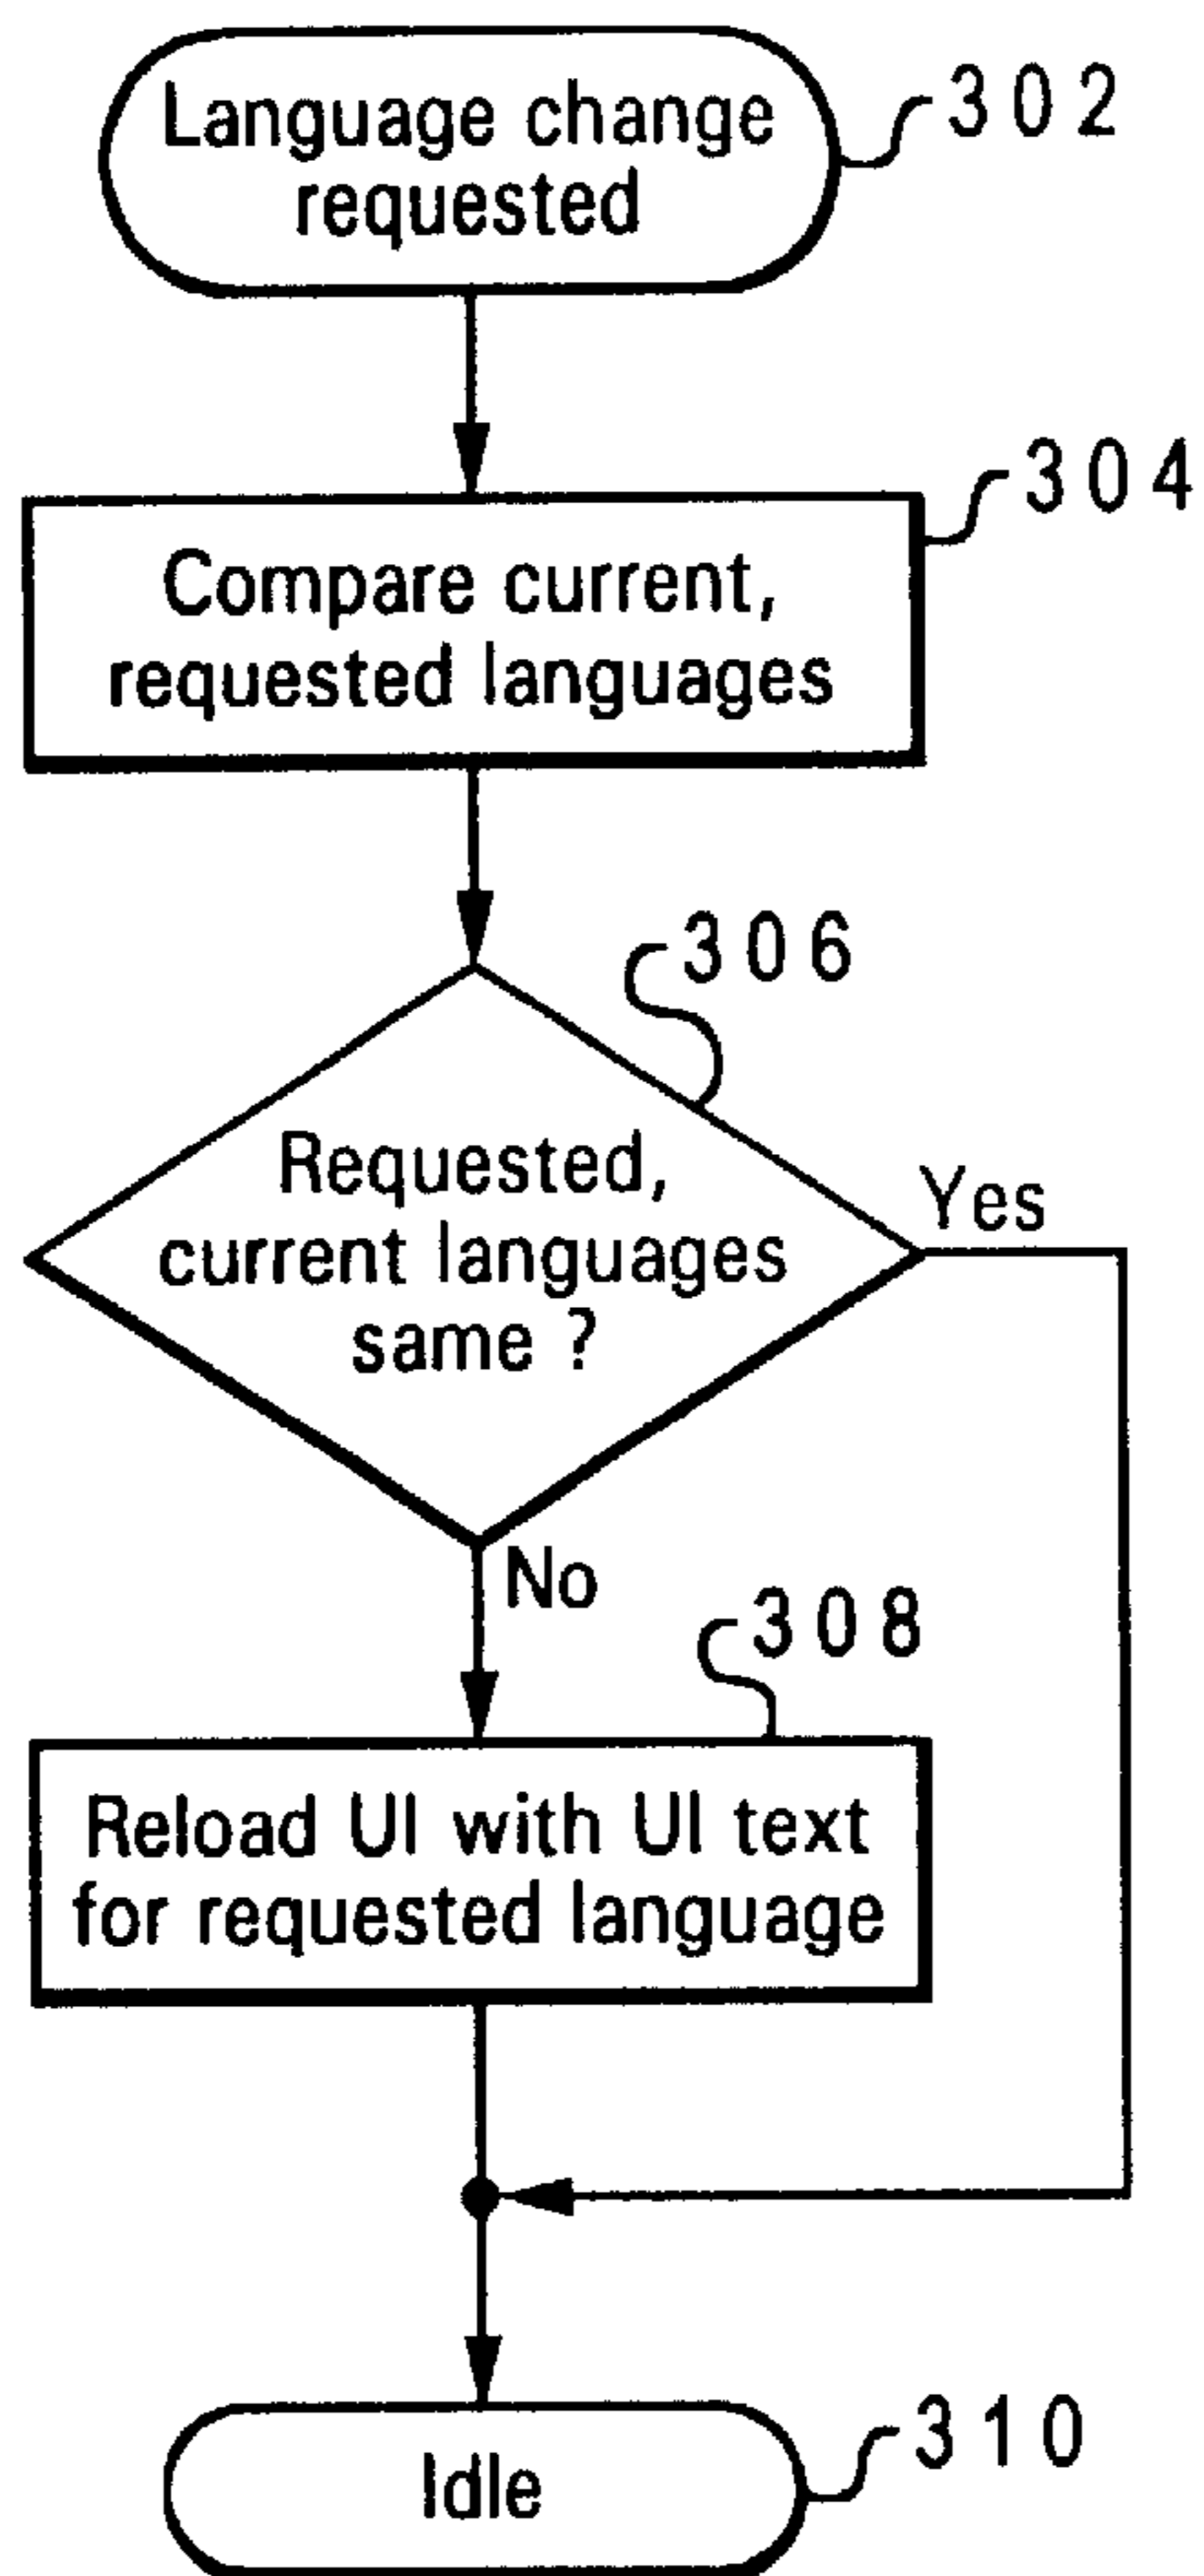 Language change
requested
302
Compare current,
requested languages
304
306
Requested,
current languages
same ?
Yes
No
308
Reload UI with UI text
for requested language
Idle
310